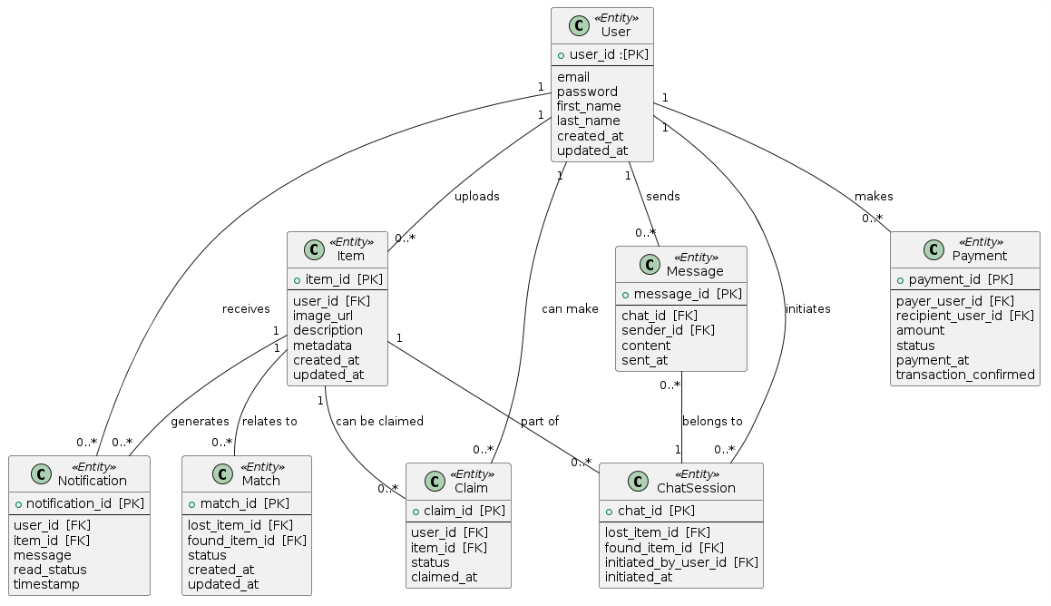 C «Entity»
User
user_id :[PK]
email
password
first_name
last_name
created_at
updated_at
1
1
1
1
1
1
uploads
sends
makes
0..*
0..*
0..*
C «Entity»
Item
item_id [PK]
user_id [FK]
image_url
description
metadata
created_at
updated_at
C «Entity»
Message
message_id [PK]
chat_id [FK]
sender_id [FK]
content
sent_at
C «Entity»
Payment
payment_id [PK]
payer_user_id [FK]
recipient_user_id [FK]
amount
status
payment_at
transaction_confirmed
receives
can make
initiates
1
1
1
1
0..*
generates
relates to
can be claimed
part of
belongs to
0..*
0..*
0..*
0..*
0..*
0..*
1
0..*
C «Entity»
Notification
notification_id [PK]
user_id [FK]
item_id [FK]
message
read_status
timestamp
C «Entity»
Match
match_id [PK]
lost_item_id [FK]
found_item_id [FK]
status
created_at
updated_at
C «Entity»
Claim
claim_id [PK]
user_id [FK]
item_id [FK]
status
claimed_at
C «Entity»
ChatSession
chat_id [PK]
lost_item_id [FK]
found_item_id [FK]
initiated_by_user_id [FK]
initiated_at